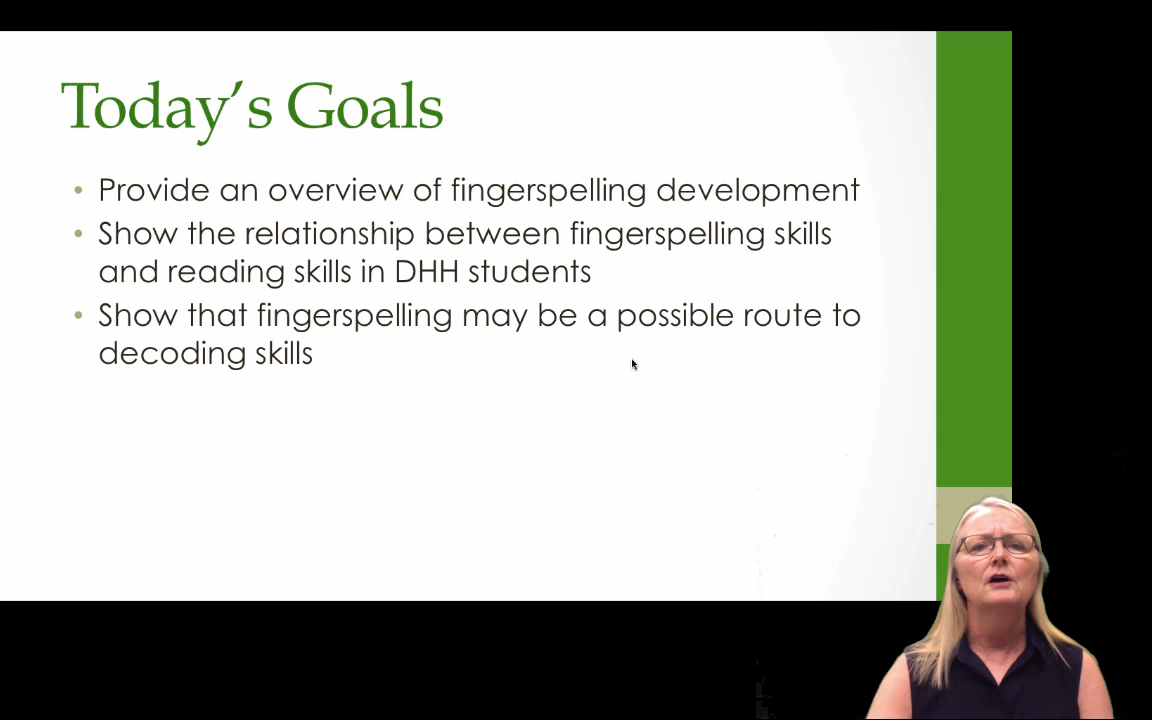 Today’s Goals
• Provide an overview of fingerspelling development
• Show the relationship between fingerspelling skills
and reading skills in DHH students
• Show that fingerspelling may be a possible route to
decoding skills